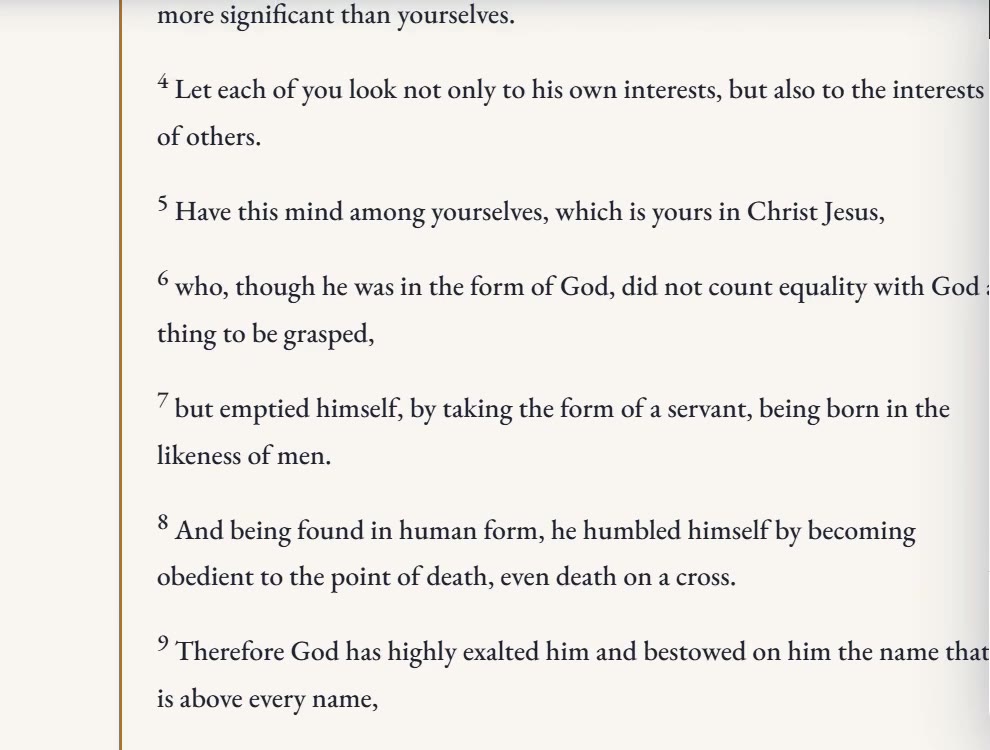 more significant than yourselves.
4 Let each of you look not only to his own interests, but also to the interests
of others.
5 Have this mind among yourselves, which is yours in Christ Jesus,
6 who, though he was in the form of God, did not count equality with God
thing to be grasped,
7 but emptied himself, by taking the form of a servant, being born in the
likeness of men.
8 And being found in human form, he humbled himself by becoming
obedient to the point of death, even death on a cross.
9 Therefore God has highly exalted him and bestowed on him the name that
is above every name,